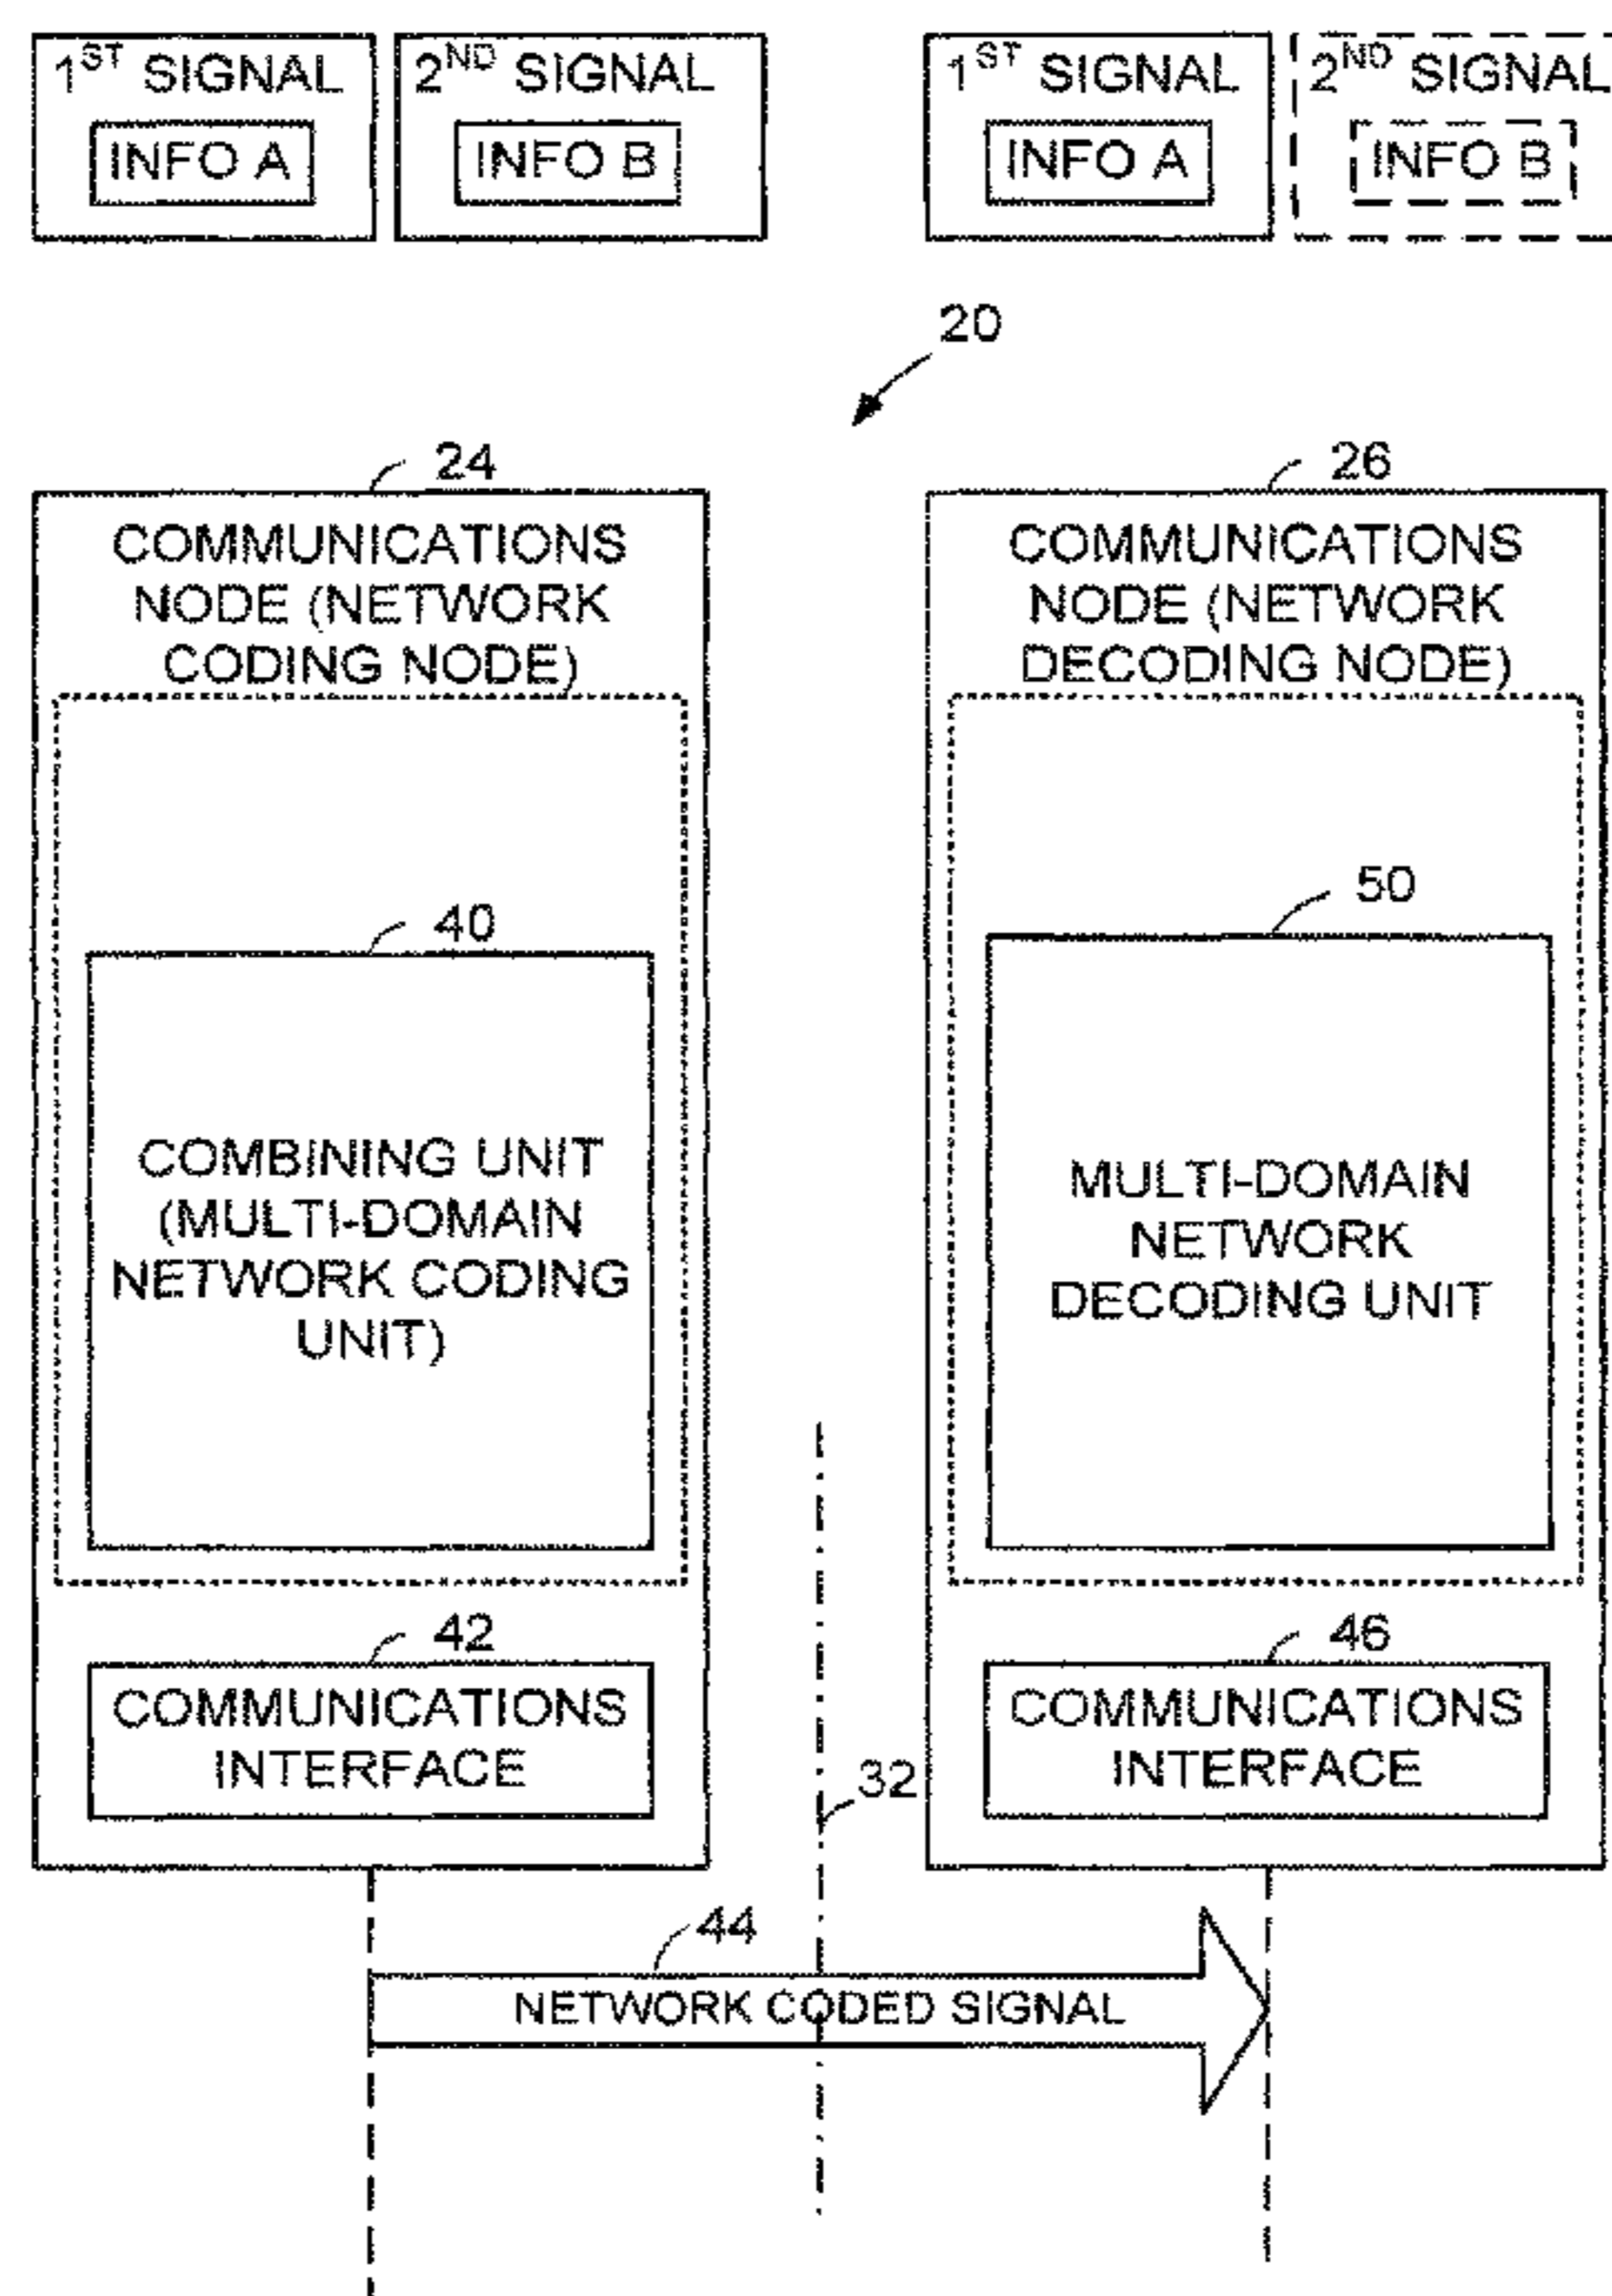 1ST SIGNAL
INFO A
2ND SIGNAL
INFO B
1ST SIGNAL
INFO A
2ND SIGNAL
INFO B
20
24
COMMUNICATIONS
NODE (NETWORK
CODING NODE)
40
COMBINING UNIT
(MULTI-DOMAIN
NETWORK CODING
UNIT)
42
COMMUNICATIONS
INTERFACE
26
COMMUNICATIONS
NODE (NETWORK
DECODING NODE)
50
MULTI-DOMAIN
NETWORK
DECODING UNIT
46
COMMUNICATIONS
INTERFACE
32
44
NETWORK CODED SIGNAL